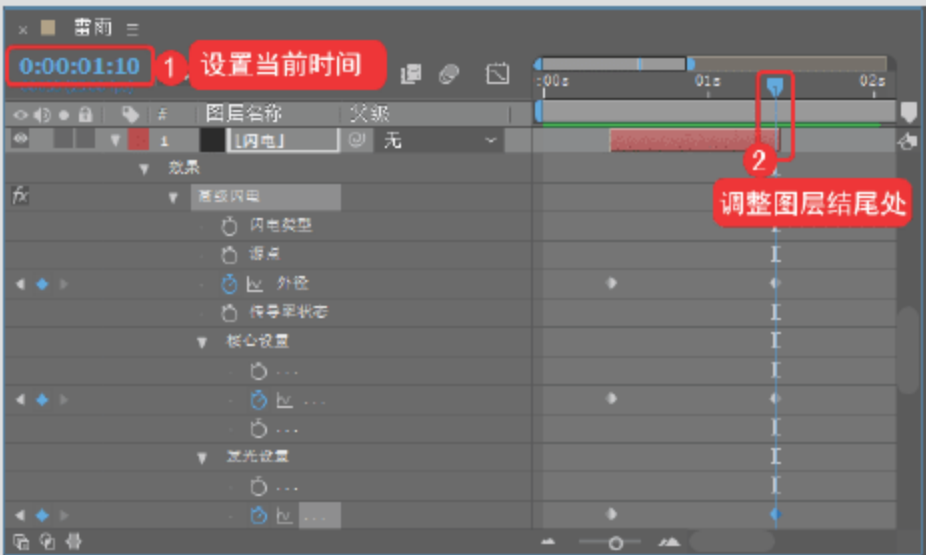 雷雨
0:00:01:10
1 设置当前时间
:00s 01s 02s
# 图层名称 父级
1 [闪电] 无
2
效果
调整图层结尾处
fx 高级闪电
闪电类型
源点
外径
传导率状态
核心设置
...
...
...
发光设置
...
...